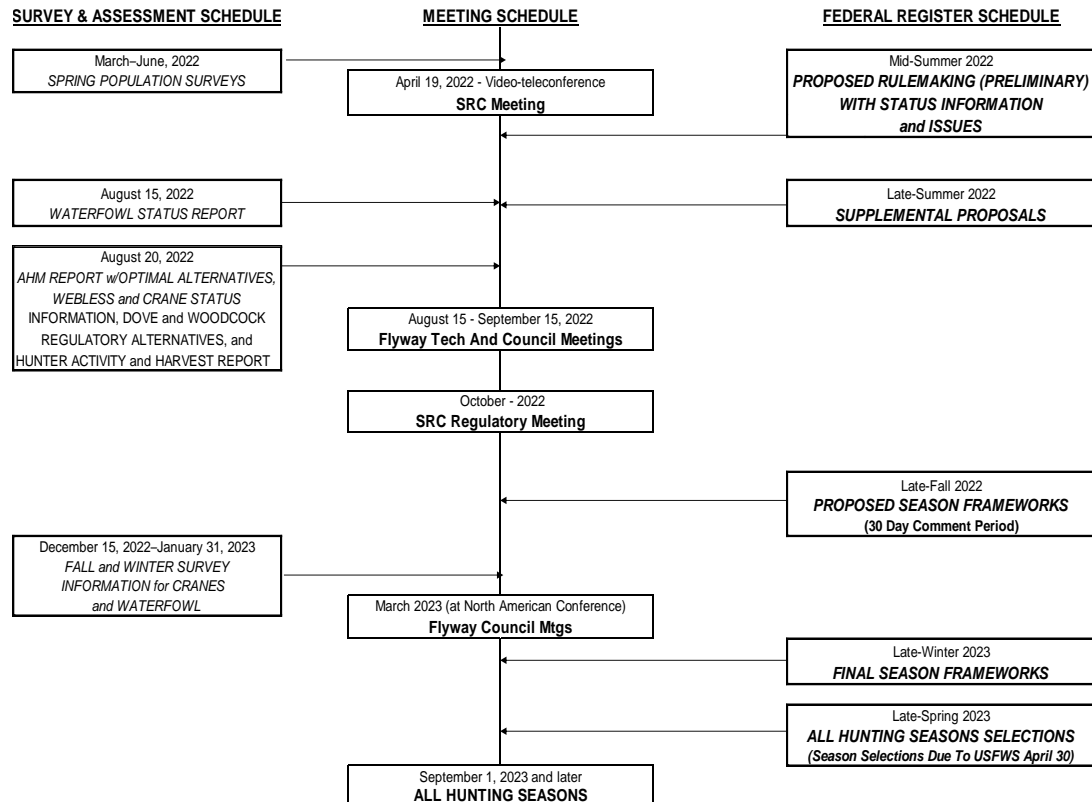 SURVEY & ASSESSMENT SCHEDULE
March–June, 2022
SPRING POPULATION SURVEYS
August 15, 2022
WATERFOWL STATUS REPORT
August 20, 2022
AHM REPORT w/OPTIMAL ALTERNATIVES,
WEBLESS and CRANE STATUS
INFORMATION, DOVE and WOODCOCK
REGULATORY ALTERNATIVES, and
HUNTER ACTIVITY and HARVEST REPORT
December 15, 2022–January 31, 2023
FALL and WINTER SURVEY
INFORMATION for CRANES
and WATERFOWL
MEETING SCHEDULE
April 19, 2022 - Video-teleconference
SRC Meeting
August 15 - September 15, 2022
Flyway Tech And Council Meetings
October - 2022
SRC Regulatory Meeting
March 2023 (at North American Conference)
Flyway Council Mtgs
September 1, 2023 and later
ALL HUNTING SEASONS
FEDERAL REGISTER SCHEDULE
Mid-Summer 2022
PROPOSED RULEMAKING (PRELIMINARY)
WITH STATUS INFORMATION
and ISSUES
Late-Summer 2022
SUPPLEMENTAL PROPOSALS
Late-Fall 2022
PROPOSED SEASON FRAMEWORKS
(30 Day Comment Period)
Late-Winter 2023
FINAL SEASON FRAMEWORKS
Late-Spring 2023
ALL HUNTING SEASONS SELECTIONS
(Season Selections Due To USFWS April 30)